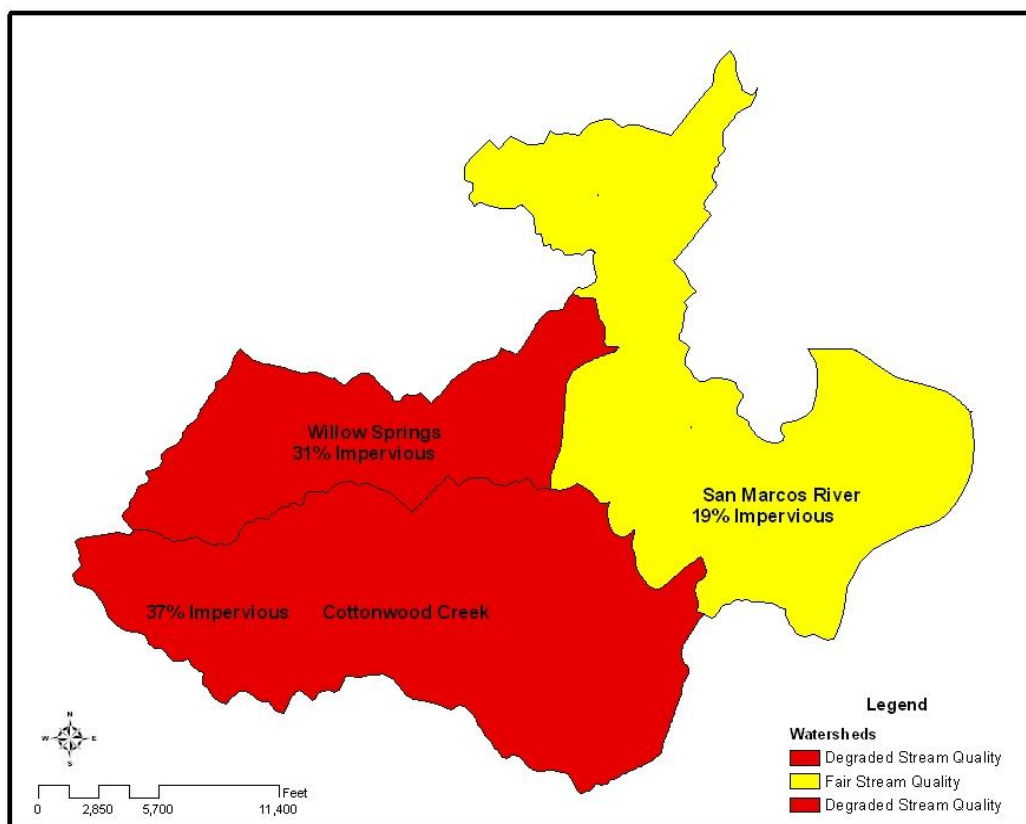 Willow Springs
31% Impervious
San Marcos River
19% Impervious
37% Impervious Cottonwood Creek
Legend
Watersheds
Degraded Stream Quality
Fair Stream Quality
Degraded Stream Quality
N
W E
S
Feet
0 2,850 5,700 11,400